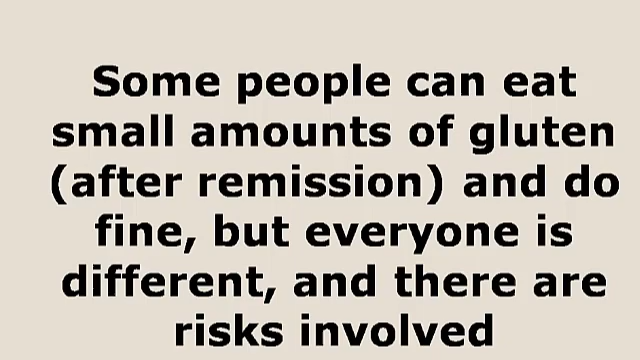 Some people can eat
small amounts of gluten
(after remission) and do
fine, but everyone is
different, and there are
risks involved